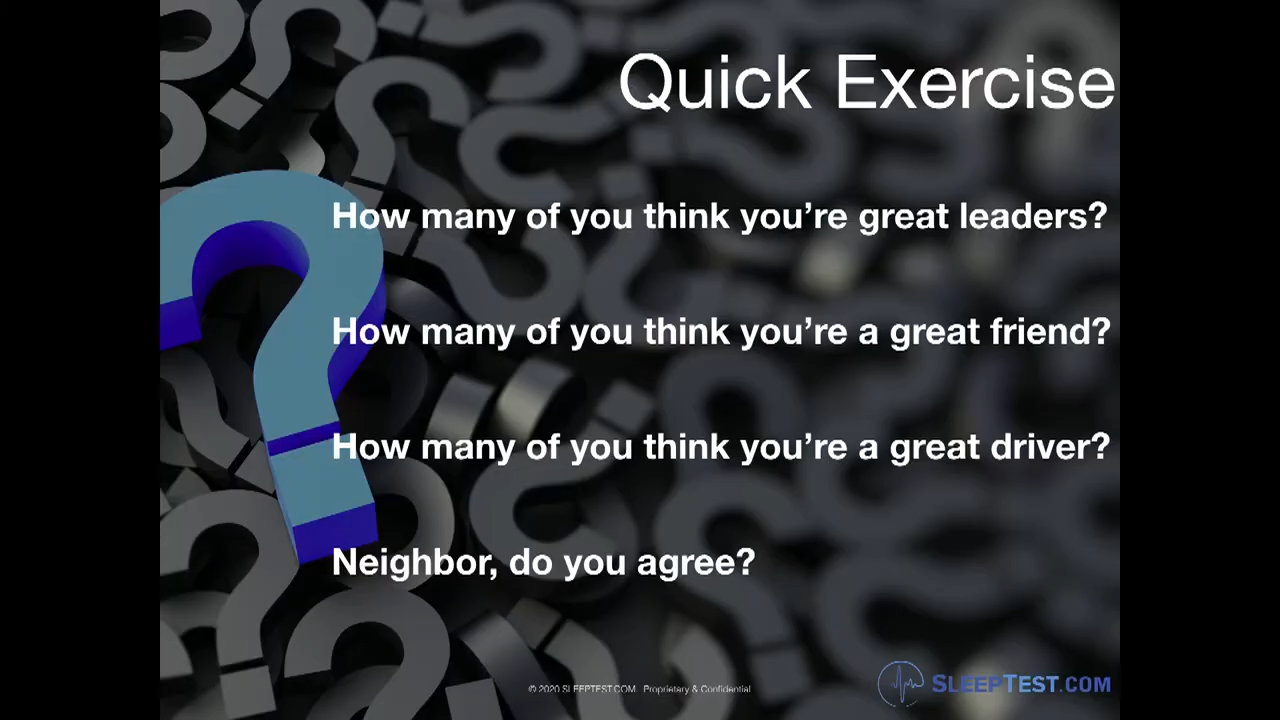 Quick Exercise
How many of you think you’re great leaders?
How many of you think you’re a great friend?
How many of you think you’re a great driver?
Neighbor, do you agree?
© 2020 SLEEPTEST.COM. Proprietary & Confidential
SLEEPTEST.COM